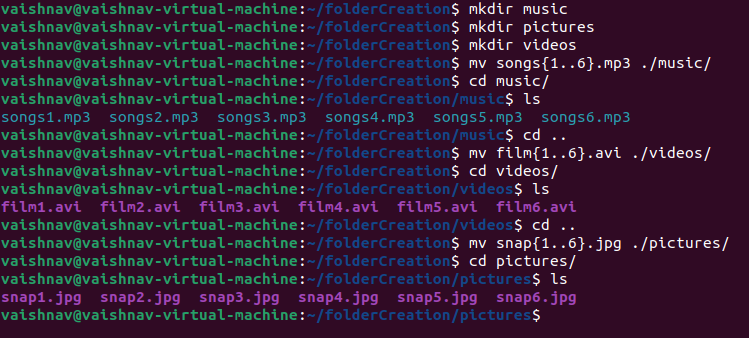 vaishnav@vaishnav-virtual-machine:~/folderCreation$ mkdir music
vaishnav@vaishnav-virtual-machine:~/folderCreation$ mkdir pictures
vaishnav@vaishnav-virtual-machine:~/folderCreation$ mkdir videos
vaishnav@vaishnav-virtual-machine:~/folderCreation$ mv songs{1..6}.mp3 ./music/
vaishnav@vaishnav-virtual-machine:~/folderCreation$ cd music/
vaishnav@vaishnav-virtual-machine:~/folderCreation/music$ ls
songs1.mp3  songs2.mp3  songs3.mp3  songs4.mp3  songs5.mp3  songs6.mp3
vaishnav@vaishnav-virtual-machine:~/folderCreation/music$ cd ..
vaishnav@vaishnav-virtual-machine:~/folderCreation$ mv film{1..6}.avi ./videos/
vaishnav@vaishnav-virtual-machine:~/folderCreation$ cd videos/
vaishnav@vaishnav-virtual-machine:~/folderCreation/videos$ ls
film1.avi  film2.avi  film3.avi  film4.avi  film5.avi  film6.avi
vaishnav@vaishnav-virtual-machine:~/folderCreation/videos$ cd ..
vaishnav@vaishnav-virtual-machine:~/folderCreation$ mv snap{1..6}.jpg ./pictures/
vaishnav@vaishnav-virtual-machine:~/folderCreation$ cd pictures/
vaishnav@vaishnav-virtual-machine:~/folderCreation/pictures$ ls
snap1.jpg  snap2.jpg  snap3.jpg  snap4.jpg  snap5.jpg  snap6.jpg
vaishnav@vaishnav-virtual-machine:~/folderCreation/pictures$